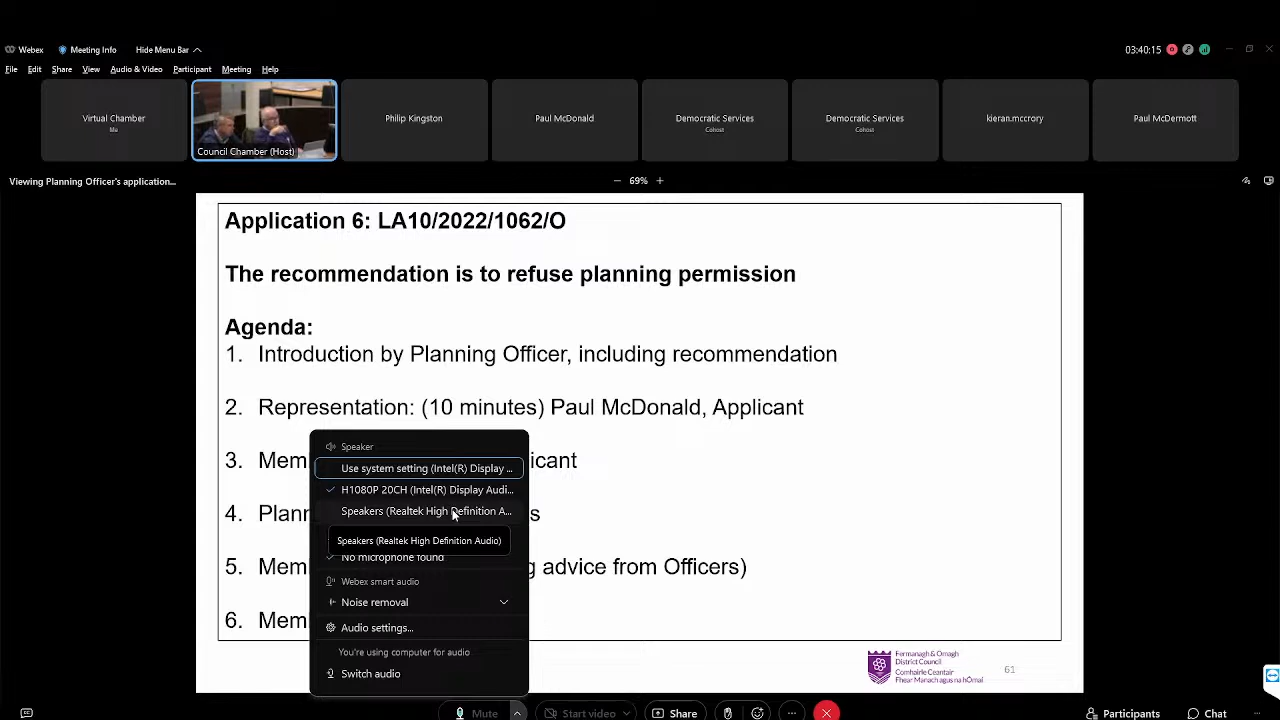 Webex
Meeting Info
Hide Menu Bar
03:40:15
File Edit Share View Audio & Video Participant Meeting Help
Virtual Chamber
Me
Council Chamber (Host)
Philip Kingston
Paul McDonald
Democratic Services
Cohost
Democratic Services
Cohost
kieran.mccrory
Paul McDermott
Viewing Planning Officer's application...
69%
Application 6: LA10/2022/1062/O
The recommendation is to refuse planning permission
Agenda:
1. Introduction by Planning Officer, including recommendation
2. Representation: (10 minutes) Paul McDonald, Applicant
3. Mem icant
4. Plann s
5. Mem g advice from Officers)
6. Mem
Speaker
Use system setting (Intel(R) Display ...
H1080P 20CH (Intel(R) Display Audi...
Speakers (Realtek High Definition A...
Speakers (Realtek High Definition Audio)
No microphone found
Webex smart audio
Noise removal
Audio settings...
You're using computer for audio
Switch audio
Fermanagh & Omagh
District Council
Comhairle Ceantair
Fhear Manach agus na hÓmaí
61
Mute
Start video
Share
Participants
Chat